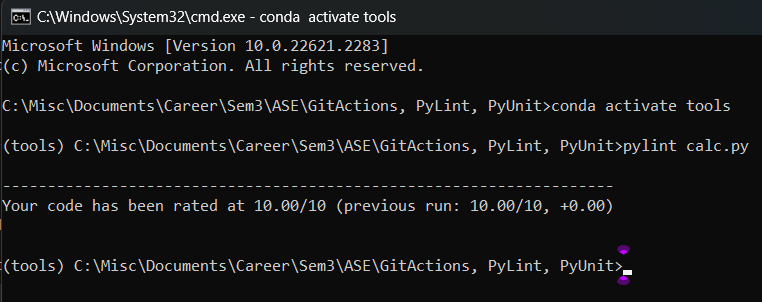 C:\Windows\System32\cmd.exe - conda  activate tools
Microsoft Windows [Version 10.0.22621.2283]
(c) Microsoft Corporation. All rights reserved.
C:\Misc\Documents\Career\Sem3\ASE\GitActions, PyLint, PyUnit>conda activate tools
(tools) C:\Misc\Documents\Career\Sem3\ASE\GitActions, PyLint, PyUnit>pylint calc.py
--------------------------------------------------------------------
Your code has been rated at 10.00/10 (previous run: 10.00/10, +0.00)
(tools) C:\Misc\Documents\Career\Sem3\ASE\GitActions, PyLint, PyUnit>